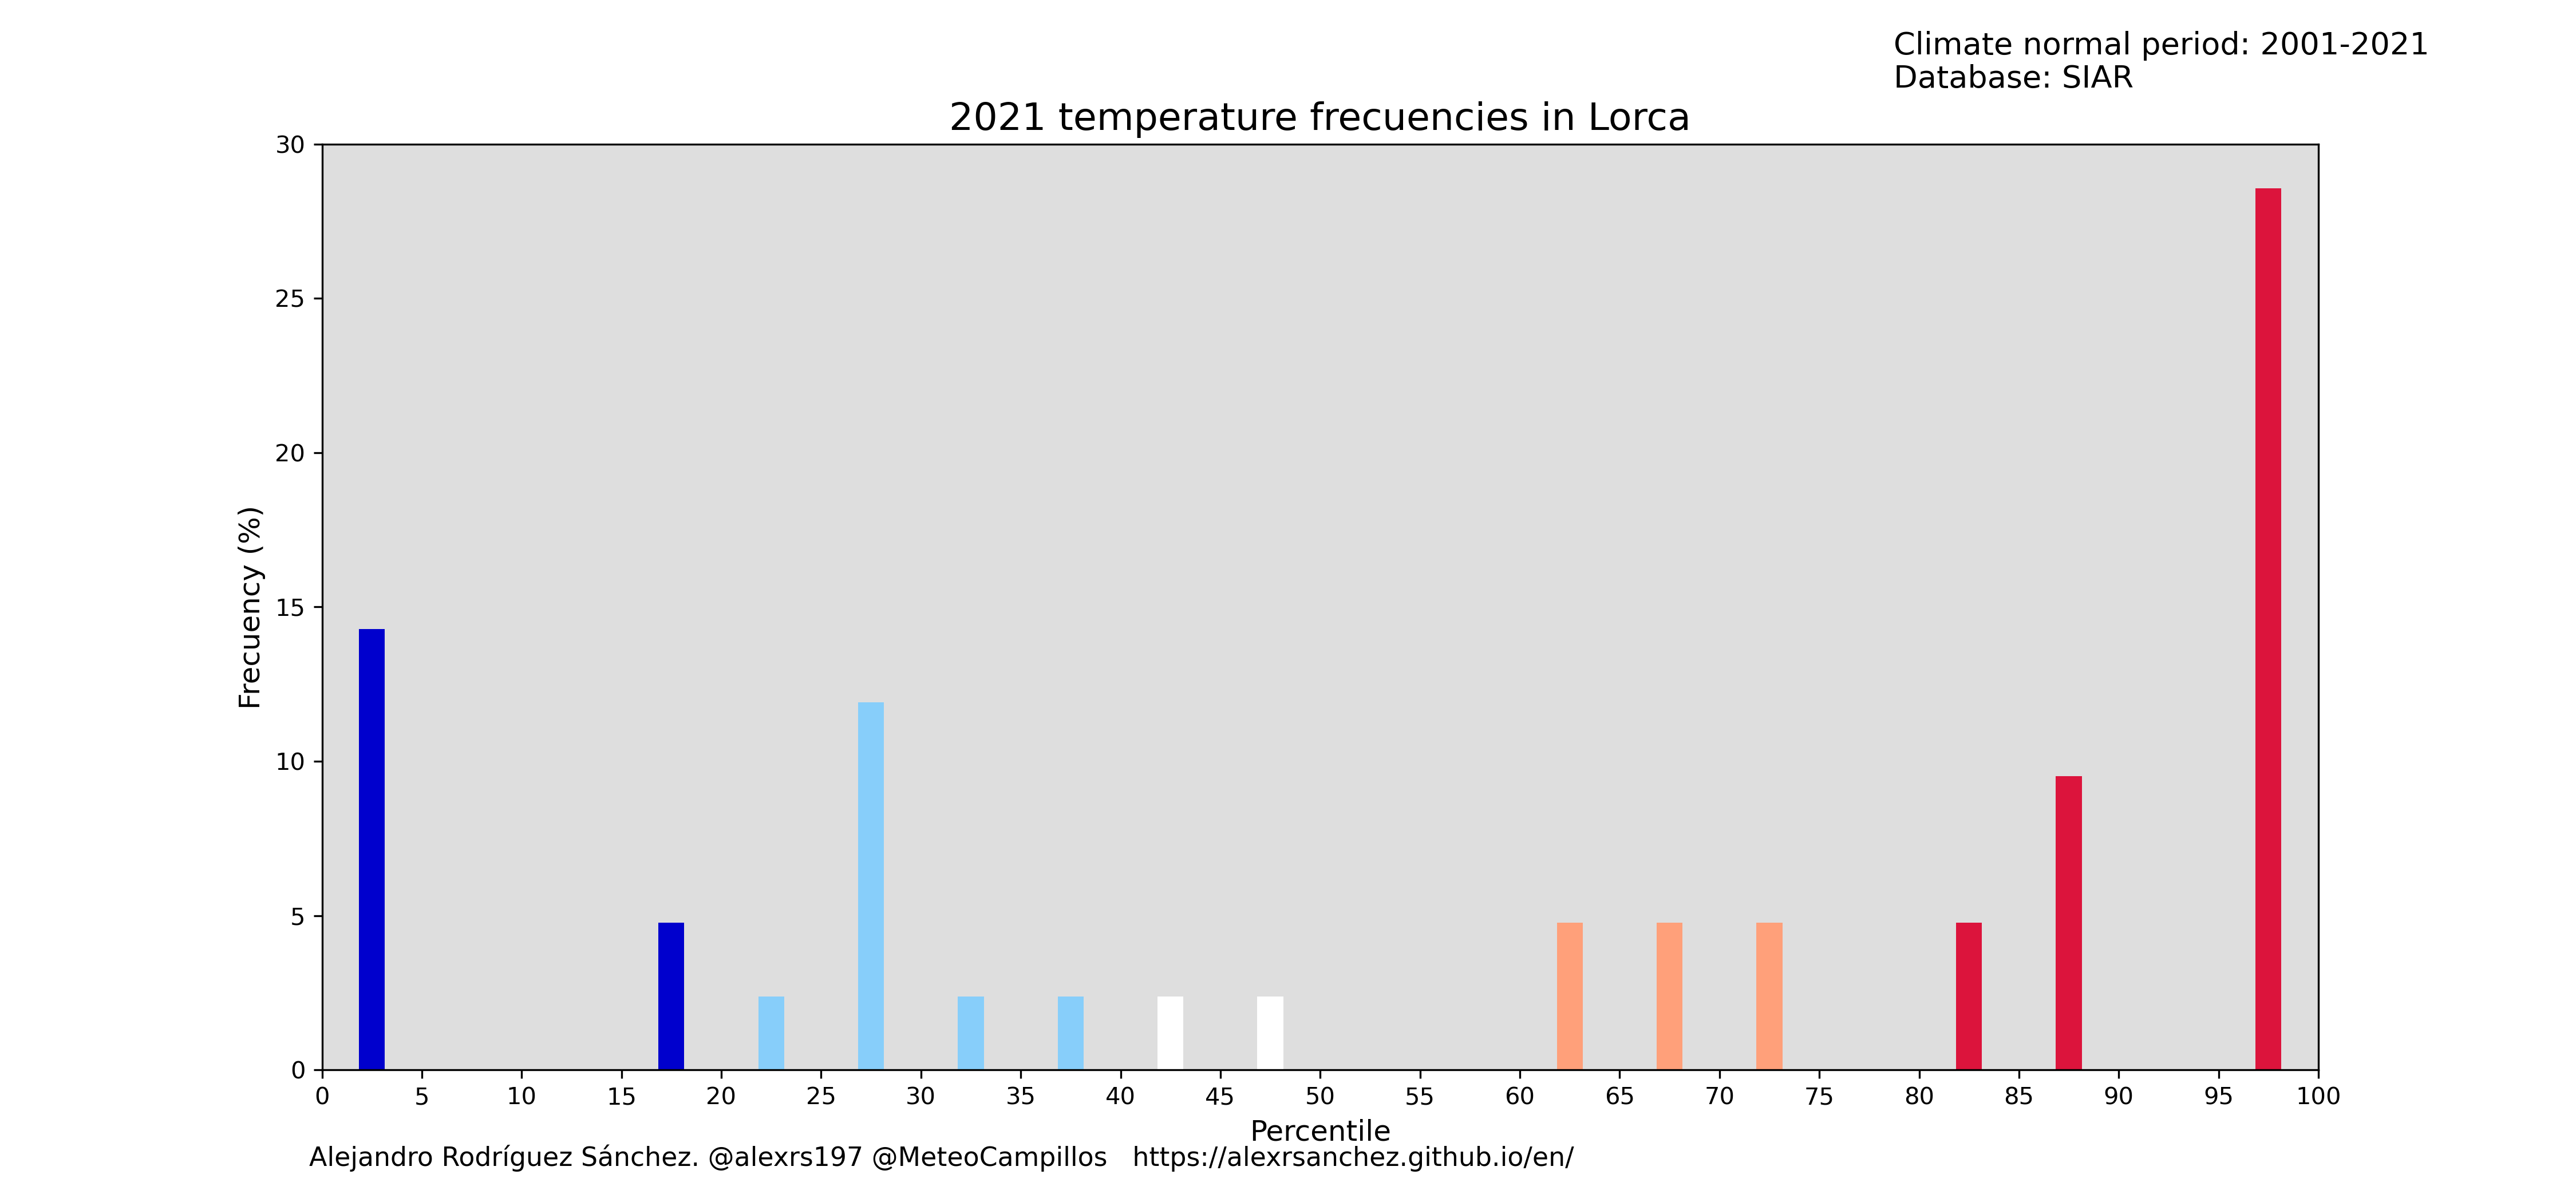 Climate normal period: 2001-2021
Database: SIAR
2021 temperature frecuencies in Lorca
30
25
20
15
10
5
0
Frecuency (%)
0 5 10 15 20 25 30 35 40 45 50 55 60 65 70 75 80 85 90 95 100
Percentile
Alejandro Rodríguez Sánchez. @alexrs197 @MeteoCampillos https://alexrsanchez.github.io/en/